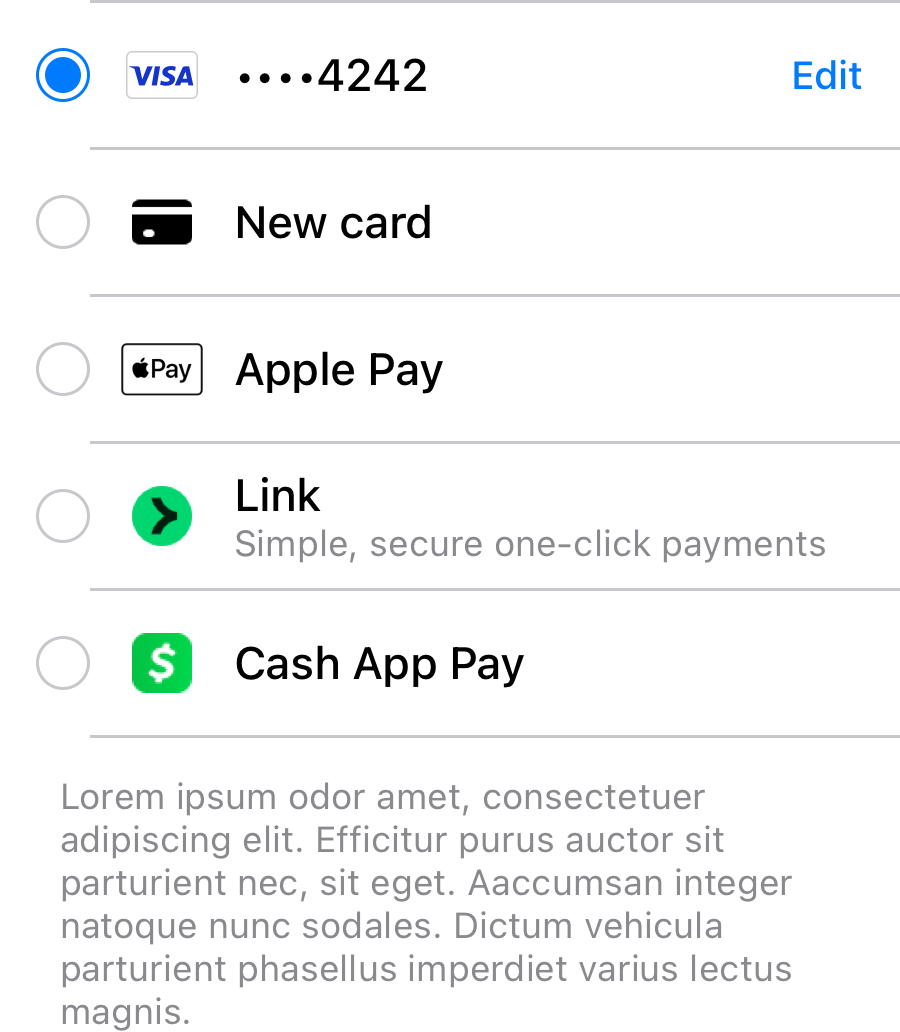 VISA ••••4242 Edit
New card
Pay Apple Pay
Link
Simple, secure one-click payments
$ Cash App Pay
Lorem ipsum odor amet, consectetuer
adipiscing elit. Efficitur purus auctor sit
parturient nec, sit eget. Aaccumsan integer
natoque nunc sodales. Dictum vehicula
parturient phasellus imperdiet varius lectus
magnis.